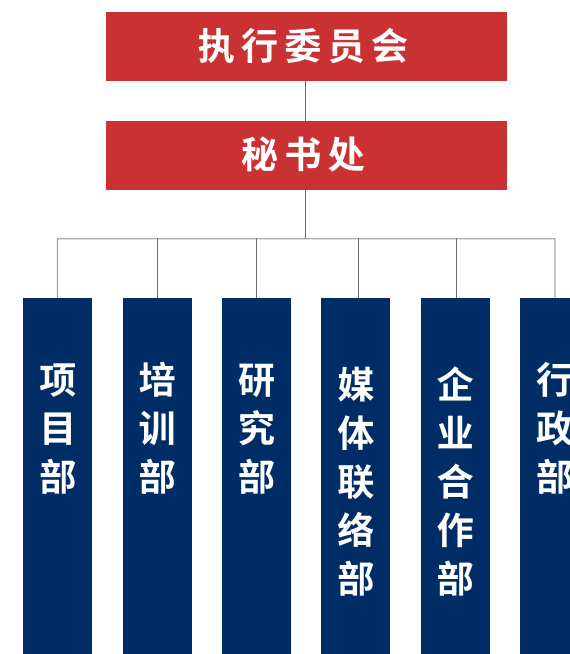 执行委员会
秘书处
项目部
培训部
研究部
媒体联络部
企业合作部
行政部